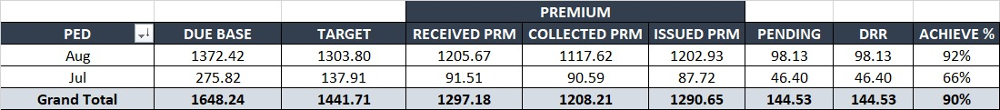 PREMIUM
PED DUE BASE TARGET RECEIVED PRM COLLECTED PRM ISSUED PRM PENDING DRR ACHIEVE %
Aug 1372.42 1303.80 1205.67 1117.62 1202.93 98.13 98.13 92%
Jul 275.82 137.91 91.51 90.59 87.72 46.40 46.40 66%
Grand Total 1648.24 1441.71 1297.18 1208.21 1290.65 144.53 144.53 90%